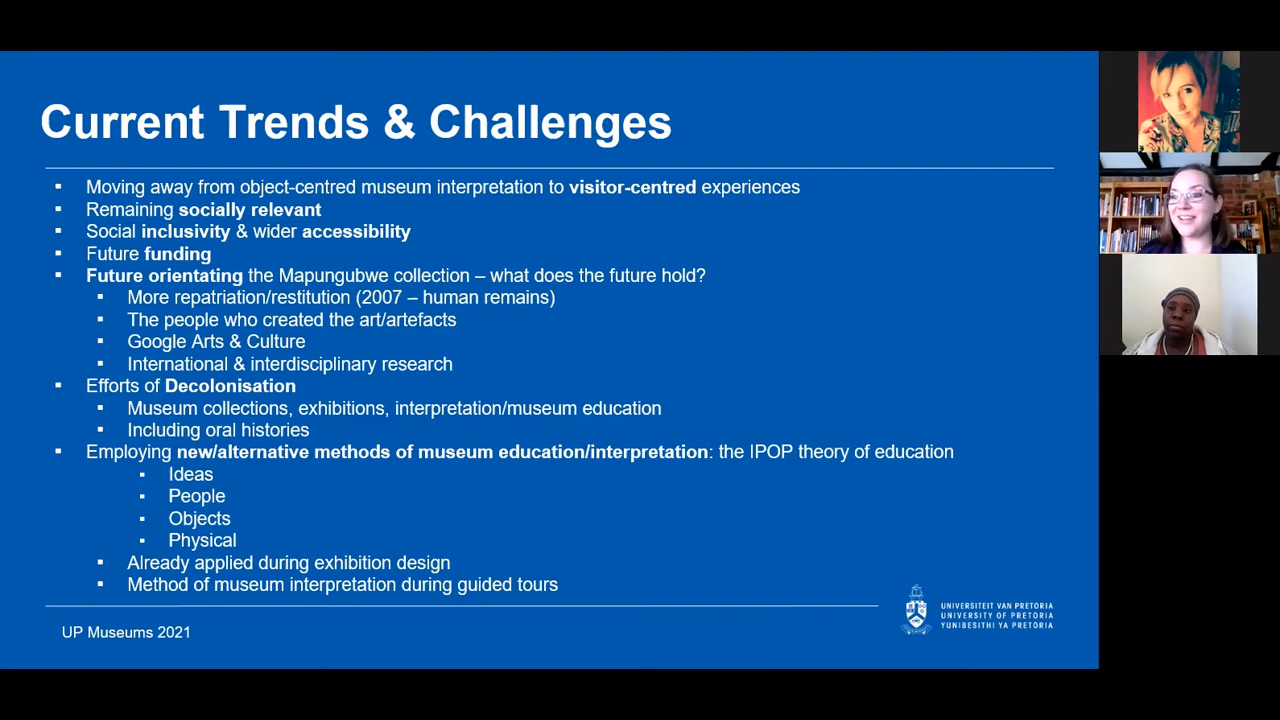 Current Trends & Challenges
Moving away from object-centred museum interpretation to visitor-centred experiences
Remaining socially relevant
Social inclusivity & wider accessibility
Future funding
Future orientating the Mapungubwe collection – what does the future hold?
More repatriation/restitution (2007 – human remains)
The people who created the art/artefacts
Google Arts & Culture
International & interdisciplinary research
Efforts of Decolonisation
Museum collections, exhibitions, interpretation/museum education
Including oral histories
Employing new/alternative methods of museum education/interpretation: the IPOP theory of education
Ideas
People
Objects
Physical
Already applied during exhibition design
Method of museum interpretation during guided tours
UP Museums 2021
UNIVERSITEIT VAN PRETORIA
UNIVERSITY OF PRETORIA
YUNIBESITHI YA PRETORIA